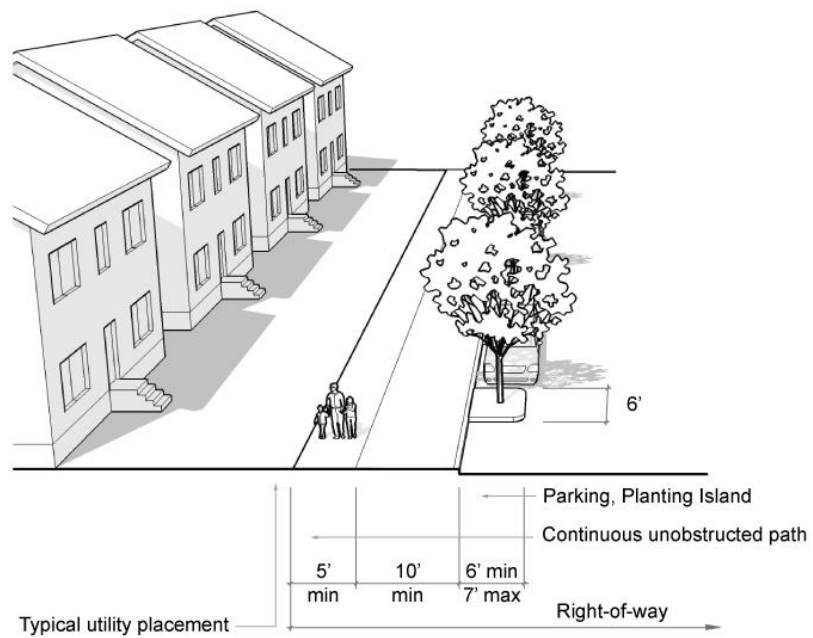 6’
Parking, Planting Island
Continuous unobstructed path
5’
min
10’
min
6’ min
7’ max
Typical utility placement
Right-of-way